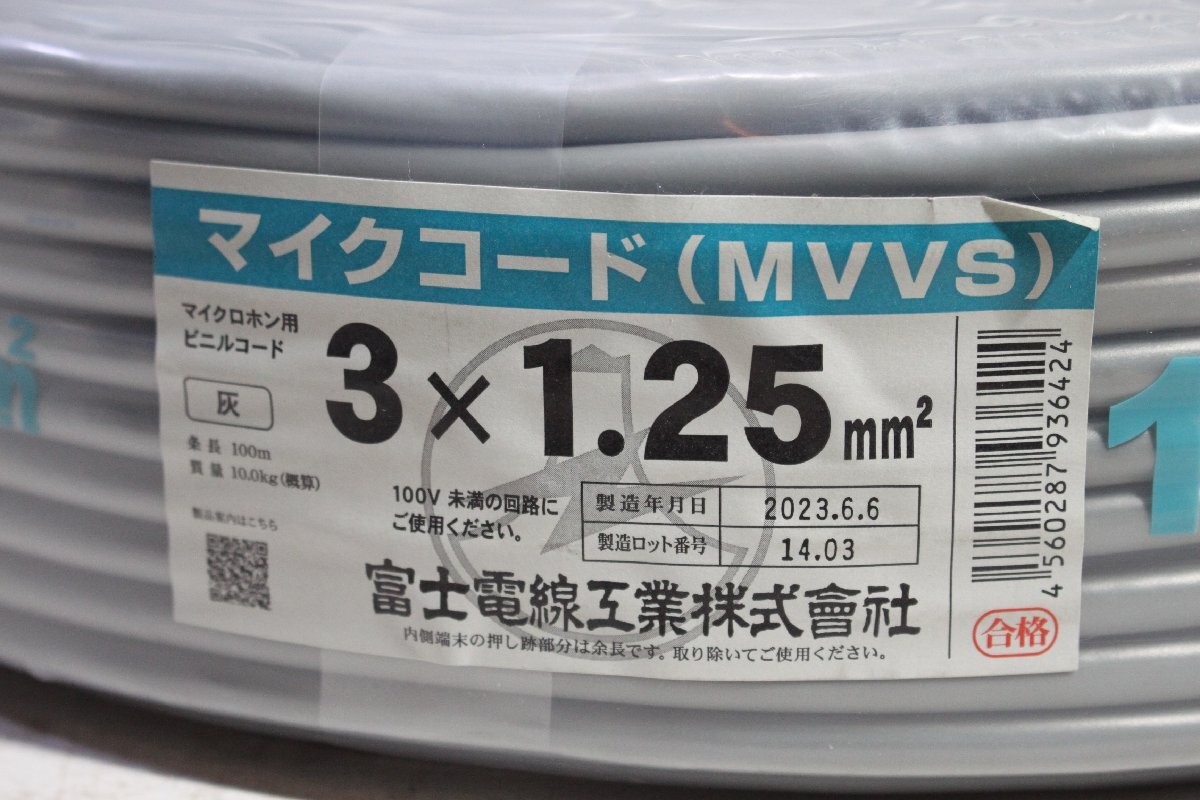 マイクコード(MVVS)
マイクロホン用
ビニルコード
灰
条長 100m
質量 10.0kg(概算)
製品案内はこちら
3×1.25mm²
100V 未満の回路に
ご使用ください。
製造年月日 2023.6.6
製造ロット番号 14.03
富士電線工業株式會社
内側端末の押し跡部分は余長です。取り除いてご使用ください。
4560287936424
合格
m²
1